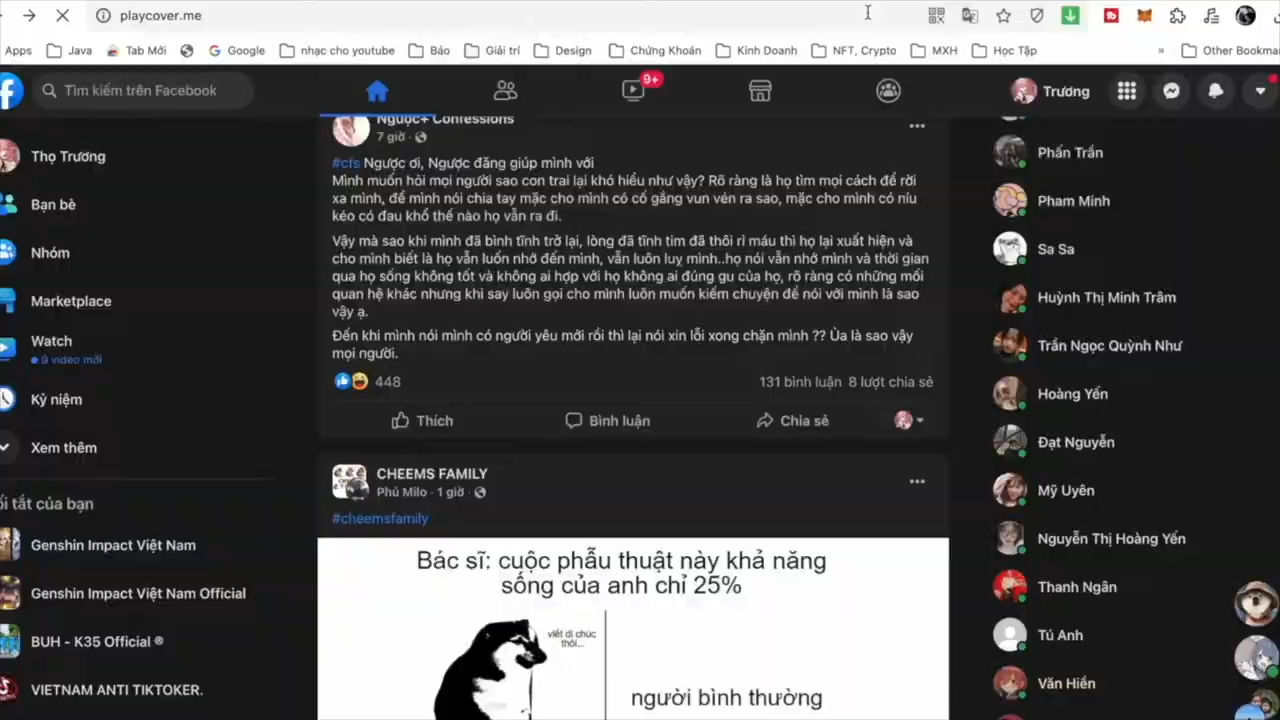 playcover.me
Apps
Java
Tab Mới
Google
nhạc cho youtube
Báo
Giải trí
Design
Chứng Khoán
Kinh Doanh
NFT, Crypto
MXH
Học Tập
»
Other Bookma
Tìm kiếm trên Facebook
9+
Trương
Thọ Trương
Bạn bè
Nhóm
Marketplace
Watch
9 video mới
Kỷ niệm
Xem thêm
ối tắt của bạn
Genshin Impact Việt Nam
Genshin Impact Việt Nam Official
BUH - K35 Official ®
VIETNAM ANTI TIKTOKER.
Ngược+ Confessions
7 giờ ·
#cfs Ngược ơi, Ngược đăng giúp mình với
Mình muốn hỏi mọi người sao con trai lại khó hiểu như vậy? Rõ ràng là họ tìm mọi cách để rời
xa mình, để mình nói chia tay mặc cho mình có cố gắng vun vén ra sao, mặc cho mình có níu
kéo có đau khổ thế nào họ vẫn ra đi.
Vậy mà sao khi mình đã bình tĩnh trở lại, lòng đã tĩnh tim đã thôi rỉ máu thì họ lại xuất hiện và
cho mình biết là họ vẫn luôn nhớ đến mình, vẫn luôn luỵ mình..họ nói vẫn nhớ mình và thời gian
qua họ sống không tốt và không ai hợp với họ không ai đúng gu của họ, rõ ràng có những mối
quan hệ khác nhưng khi say luôn gọi cho mình luôn muốn kiếm chuyện để nói với mình là sao
vậy ạ.
Đến khi mình nói mình có người yêu mới rồi thì lại nói xin lỗi xong chặn mình ?? Ủa là sao vậy
mọi người.
448
131 bình luận 8 lượt chia sẻ
Thích
Bình luận
Chia sẻ
CHEEMS FAMILY
Phú Milo · 1 giờ ·
#cheemsfamily
Bác sĩ: cuộc phẫu thuật này khả năng
sống của anh chỉ 25%
viết di chúc
thôi...
người bình thường
Phấn Trần
Pham Minh
Sa Sa
Huỳnh Thị Minh Trâm
Trần Ngọc Quỳnh Như
Hoàng Yến
Đạt Nguyễn
Mỹ Uyên
Nguyễn Thị Hoàng Yến
Thanh Ngân
Tú Anh
Văn Hiền